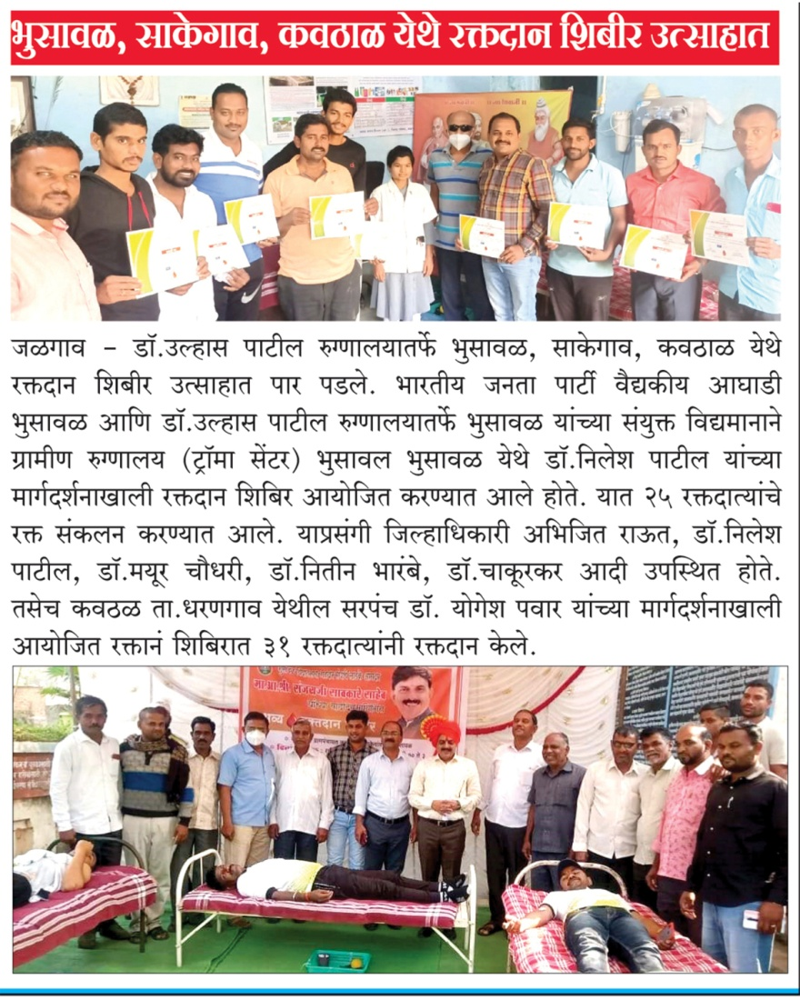 भुसावळ, साकेगाव, कवठाळ येथे रक्तदान शिबीर उत्साहात
जळगाव – डॉ.उल्हास पाटील रुग्णालयातर्फे भुसावळ, साकेगाव, कवठाळ येथे
रक्तदान शिबीर उत्साहात पार पडले. भारतीय जनता पार्टी वैद्यकीय आघाडी
भुसावळ आणि डॉ.उल्हास पाटील रुग्णालयातर्फे भुसावळ यांच्या संयुक्त विद्यमानाने
ग्रामीण रुग्णालय (ट्रॉमा सेंटर) भुसावल भुसावळ येथे डॉ.निलेश पाटील यांच्या
मार्गदर्शनाखाली रक्तदान शिबिर आयोजित करण्यात आले होते. यात २५ रक्तदात्यांचे
रक्त संकलन करण्यात आले. याप्रसंगी जिल्हाधिकारी अभिजित राऊत, डॉ.निलेश
पाटील, डॉ.मयूर चौधरी, डॉ.नितीन भारंबे, डॉ.चाकूरकर आदी उपस्थित होते.
तसेच कवठळ ता.धरणगाव येथील सरपंच डॉ. योगेश पवार यांच्या मार्गदर्शनाखाली
आयोजित रक्तानं शिबिरात ३१ रक्तदात्यांनी रक्तदान केले.
मा.आ.श्री संजयजी सावकारे साहेब